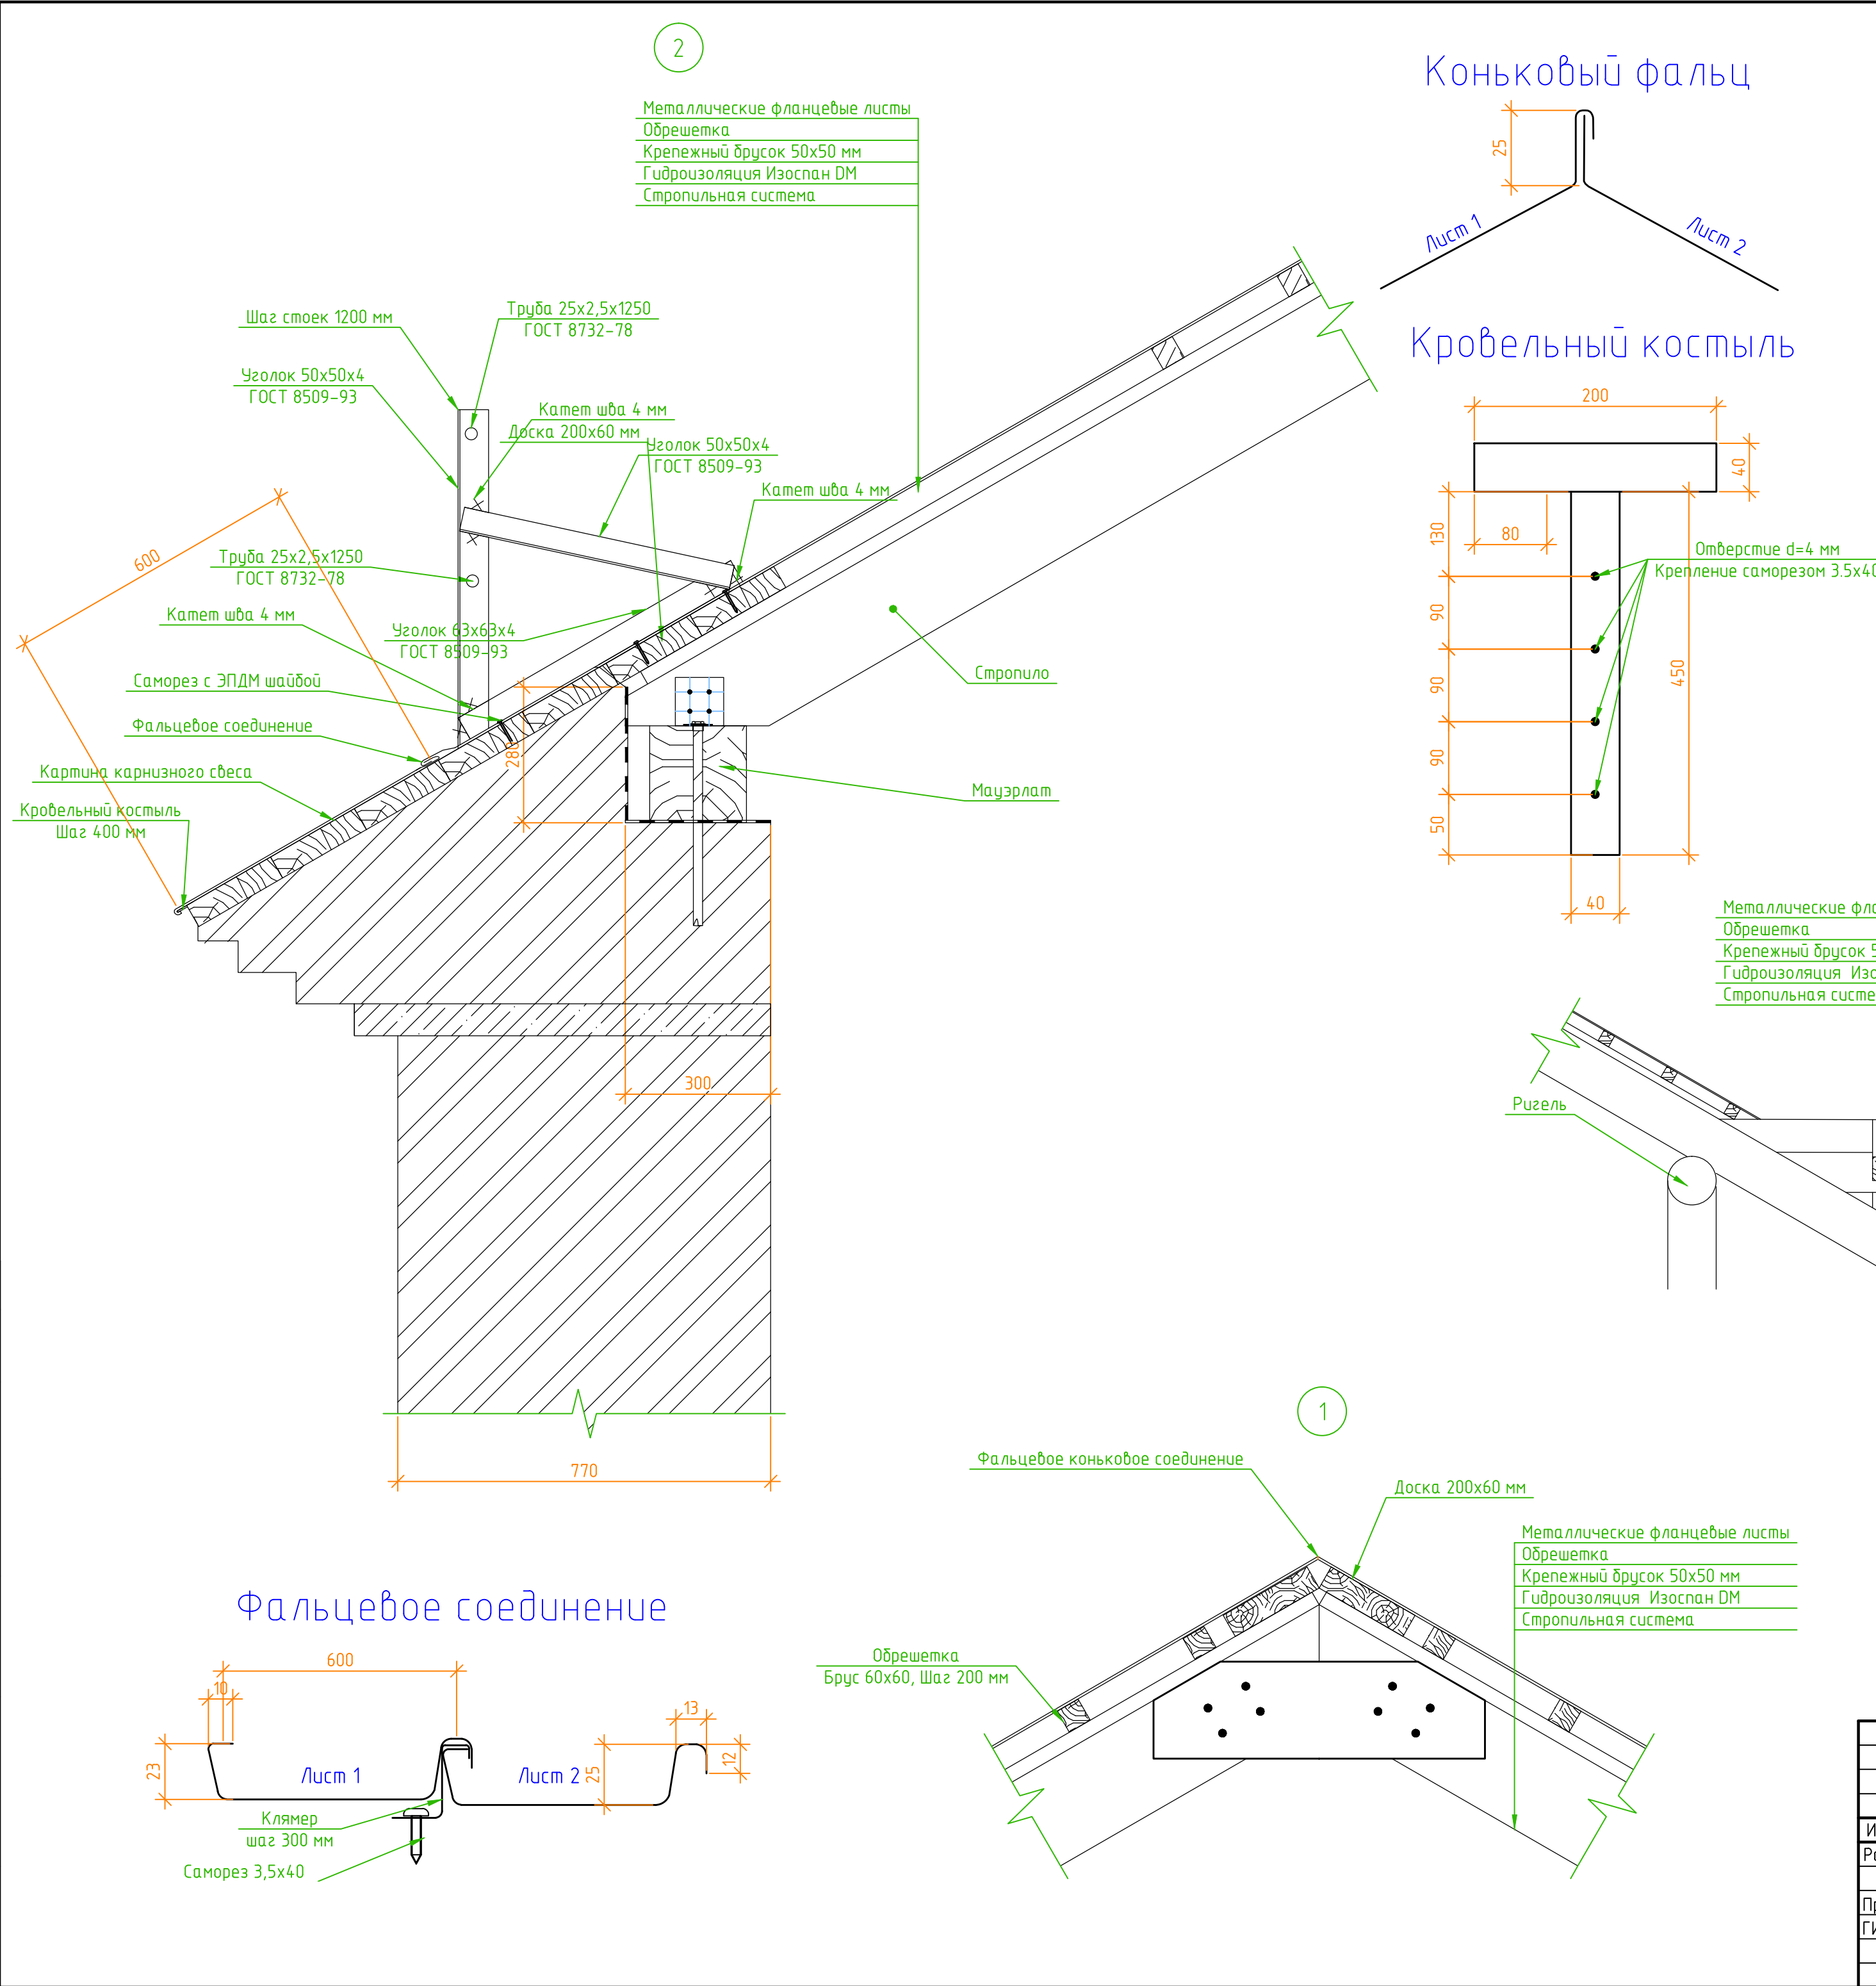 2
Металлические фланцевые листы
Обрешетка
Крепежный брусок 50х50 мм
Гидроизоляция Изоспан DM
Стропильная система
Шаг стоек 1200 мм
Труба 25х2,5х1250
ГОСТ 8732-78
Уголок 50х50х4
ГОСТ 8509-93
Катет шва 4 мм
Доска 200х60 мм
Уголок 50х50х4
ГОСТ 8509-93
Катет шва 4 мм
600
Труба 25х2,5х1250
ГОСТ 8732-78
Катет шва 4 мм
Уголок 63х63х4
ГОСТ 8509-93
Саморез с ЭПДМ шайбой
Фальцевое соединение
Картина карнизного свеса
Кровельный костыль
Шаг 400 мм
280
Стропило
Мауэрлат
300
770
Коньковый фальц
25
Лист 1
Лист 2
Кровельный костыль
200
40
80
130
90
90
90
50
450
40
Отверстие d=4 мм
Крепление саморезом 3.5х40
Металлические фла
Обрешетка
Крепежный брусок 5
Гидроизоляция Изо
Стропильная систе
Ригель
1
Фальцевое коньковое соединение
Доска 200х60 мм
Металлические фланцевые листы
Обрешетка
Крепежный брусок 50х50 мм
Гидроизоляция Изоспан DM
Стропильная система
Обрешетка
Брус 60х60, Шаг 200 мм
Фальцевое соединение
600
10
23
Лист 1
Лист 2
25
13
12
Клямер
шаг 300 мм
Саморез 3,5х40
И
Ра
Пр
ГИ